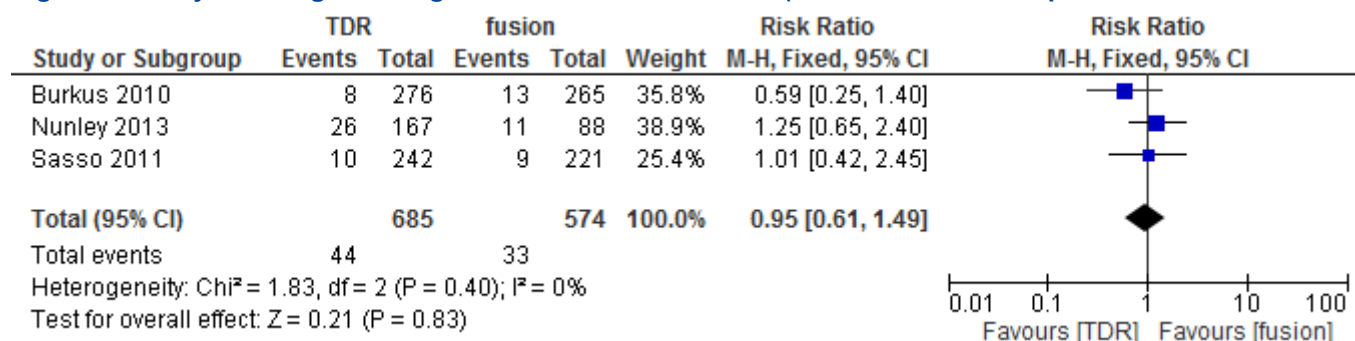 TDR fusion Risk Ratio Risk Ratio
Study or Subgroup Events Total Events Total Weight M-H, Fixed, 95% CI M-H, Fixed, 95% CI
Burkus 2010 8 276 13 265 35.8% 0.59 [0.25, 1.40]
Nunley 2013 26 167 11 88 38.9% 1.25 [0.65, 2.40]
Sasso 2011 10 242 9 221 25.4% 1.01 [0.42, 2.45]
Total (95% CI) 685 574 100.0% 0.95 [0.61, 1.49]
Total events 44 33
Heterogeneity: Chi² = 1.83, df = 2 (P = 0.40); I² = 0%
Test for overall effect: Z = 0.21 (P = 0.83)
0.01 0.1 1 10 100
Favours [TDR] Favours [fusion]